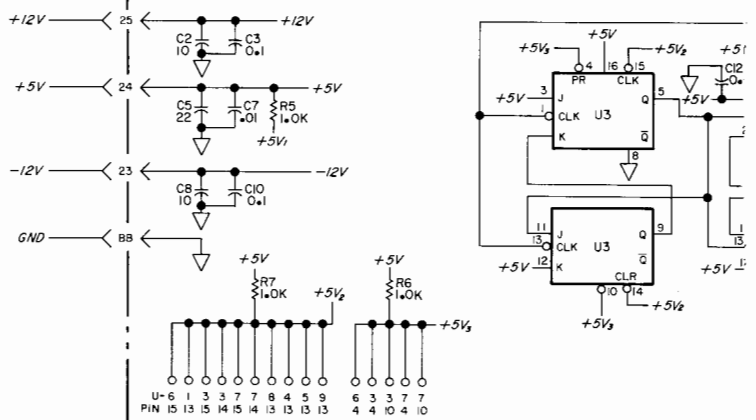 +12V 25 +12V
C2 10 C3 0.1
+5V 24 +5V
C5 22 C7 .01 R5 1.0K
+5V1
-12V 23 -12V
C8 10 C10 0.1
GND BB
+5V
R7 1.0K
+5V2
+5V
R6 1.0K
+5V3
U- 6 1 3 3 7 7 8 4 5 9 6 3 3 7 7
PIN 15 13 15 14 15 14 13 13 13 13 4 4 10 4 10
+5V3 +5V +5V2
4 16 15
PR CLK
+5V 3 J Q 5
1 CLK U3
K Q̅
8
C12
+5V
11 J Q 9
13 CLK U3
+5V 12 K Q̅
CLR
10 14
+5V3 +5V2
13
+5V